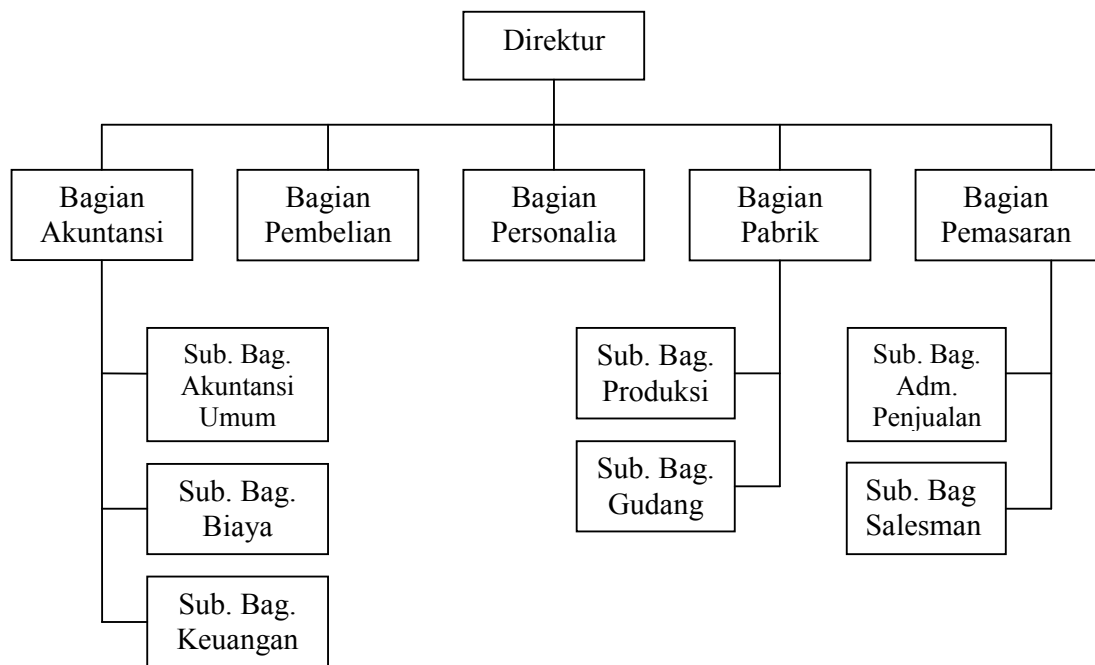 Direktur
Bagian
Akuntansi
Bagian
Pembelian
Bagian
Personalia
Bagian
Pabrik
Bagian
Pemasaran
Sub. Bag.
Akuntansi
Umum
Sub. Bag.
Biaya
Sub. Bag.
Keuangan
Sub. Bag.
Produksi
Sub. Bag.
Gudang
Sub. Bag.
Adm.
Penjualan
Sub. Bag
Salesman